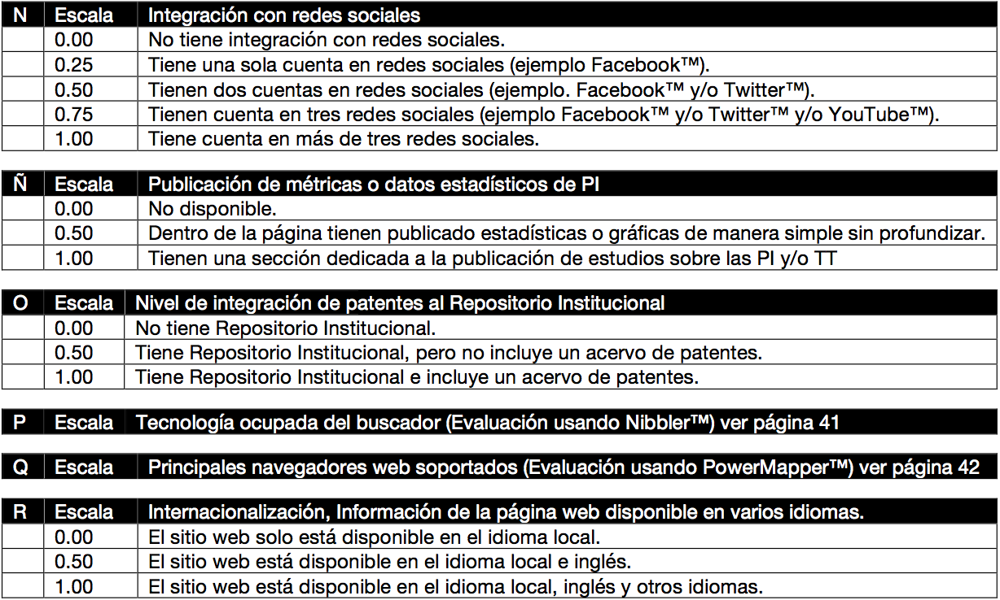 N Escala Integración con redes sociales
0.00 No tiene integración con redes sociales.
0.25 Tiene una sola cuenta en redes sociales (ejemplo Facebook™).
0.50 Tienen dos cuentas en redes sociales (ejemplo. Facebook™ y/o Twitter™).
0.75 Tienen cuenta en tres redes sociales (ejemplo Facebook™ y/o Twitter™ y/o YouTube™).
1.00 Tiene cuenta en más de tres redes sociales.
Ñ Escala Publicación de métricas o datos estadísticos de PI
0.00 No disponible.
0.50 Dentro de la página tienen publicado estadísticas o gráficas de manera simple sin profundizar.
1.00 Tienen una sección dedicada a la publicación de estudios sobre las PI y/o TT
O Escala Nivel de integración de patentes al Repositorio Institucional
0.00 No tiene Repositorio Institucional.
0.50 Tiene Repositorio Institucional, pero no incluye un acervo de patentes.
1.00 Tiene Repositorio Institucional e incluye un acervo de patentes.
P Escala Tecnología ocupada del buscador (Evaluación usando Nibbler™) ver página 41
Q Escala Principales navegadores web soportados (Evaluación usando PowerMapper™) ver página 42
R Escala Internacionalización, Información de la página web disponible en varios idiomas.
0.00 El sitio web solo está disponible en el idioma local.
0.50 El sitio web está disponible en el idioma local e inglés.
1.00 El sitio web está disponible en el idioma local, inglés y otros idiomas.